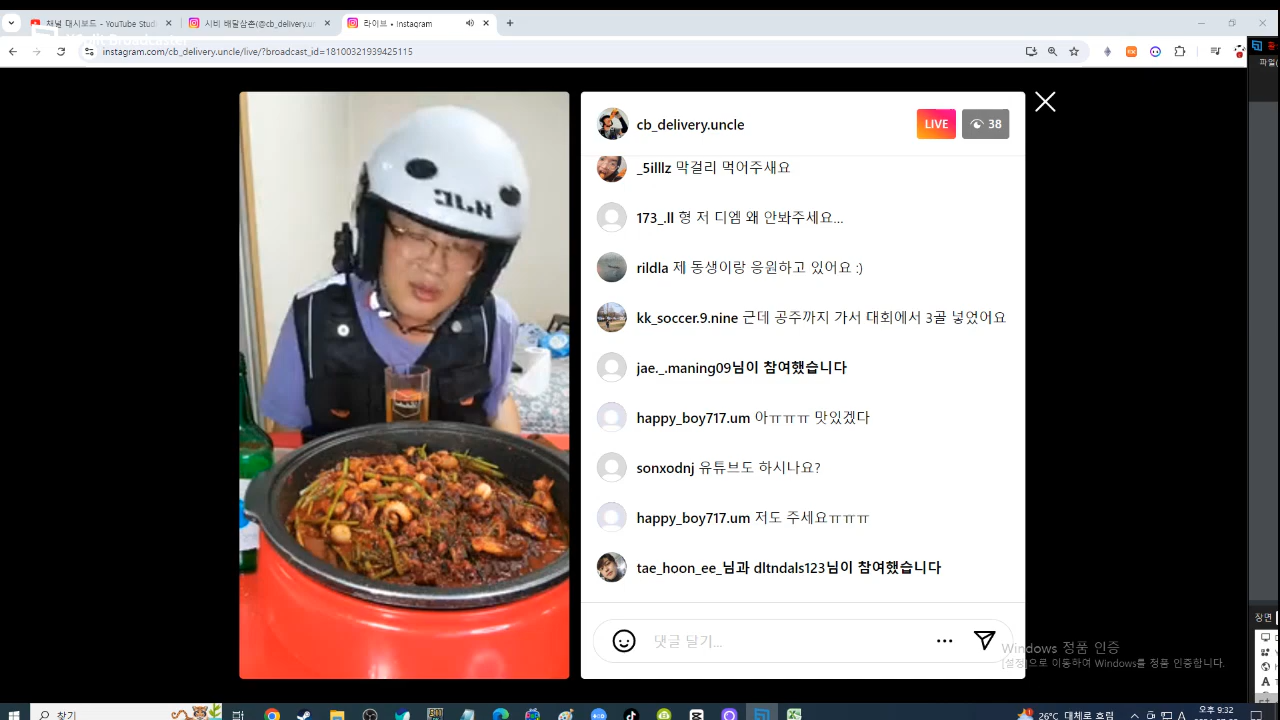 채널 대시보드 - YouTube Studi
시비 배달삼촌(@cb_delivery.u
라이브 • Instagram
instagram.com/cb_delivery.uncle/live/?broadcast_id=18100321939425115
파일(
HJC
cb_delivery.uncle
LIVE
38
_5illlz 막걸리 먹어주새요
173_.ll 형 저 디엠 왜 안봐주세요...
rildla 제 동생이랑 응원하고 있어요 :)
kk_soccer.9.nine 근데 공주까지 가서 대회에서 3골 넣었어요
jae._.maning09님이 참여했습니다
happy_boy717.um 아ㅠㅠㅠ 맛있겠다
sonxodnj 유튜브도 하시나요?
happy_boy717.um 저도 주세요ㅠㅠㅠ
tae_hoon_ee_님과 dltndals123님이 참여했습니다
댓글 달기...
장면
Windows 정품 인증
[설정]으로 이동하여 Windows를 정품 인증합니다.
찾기
26°C 대체로 흐림
A
오후 9:32